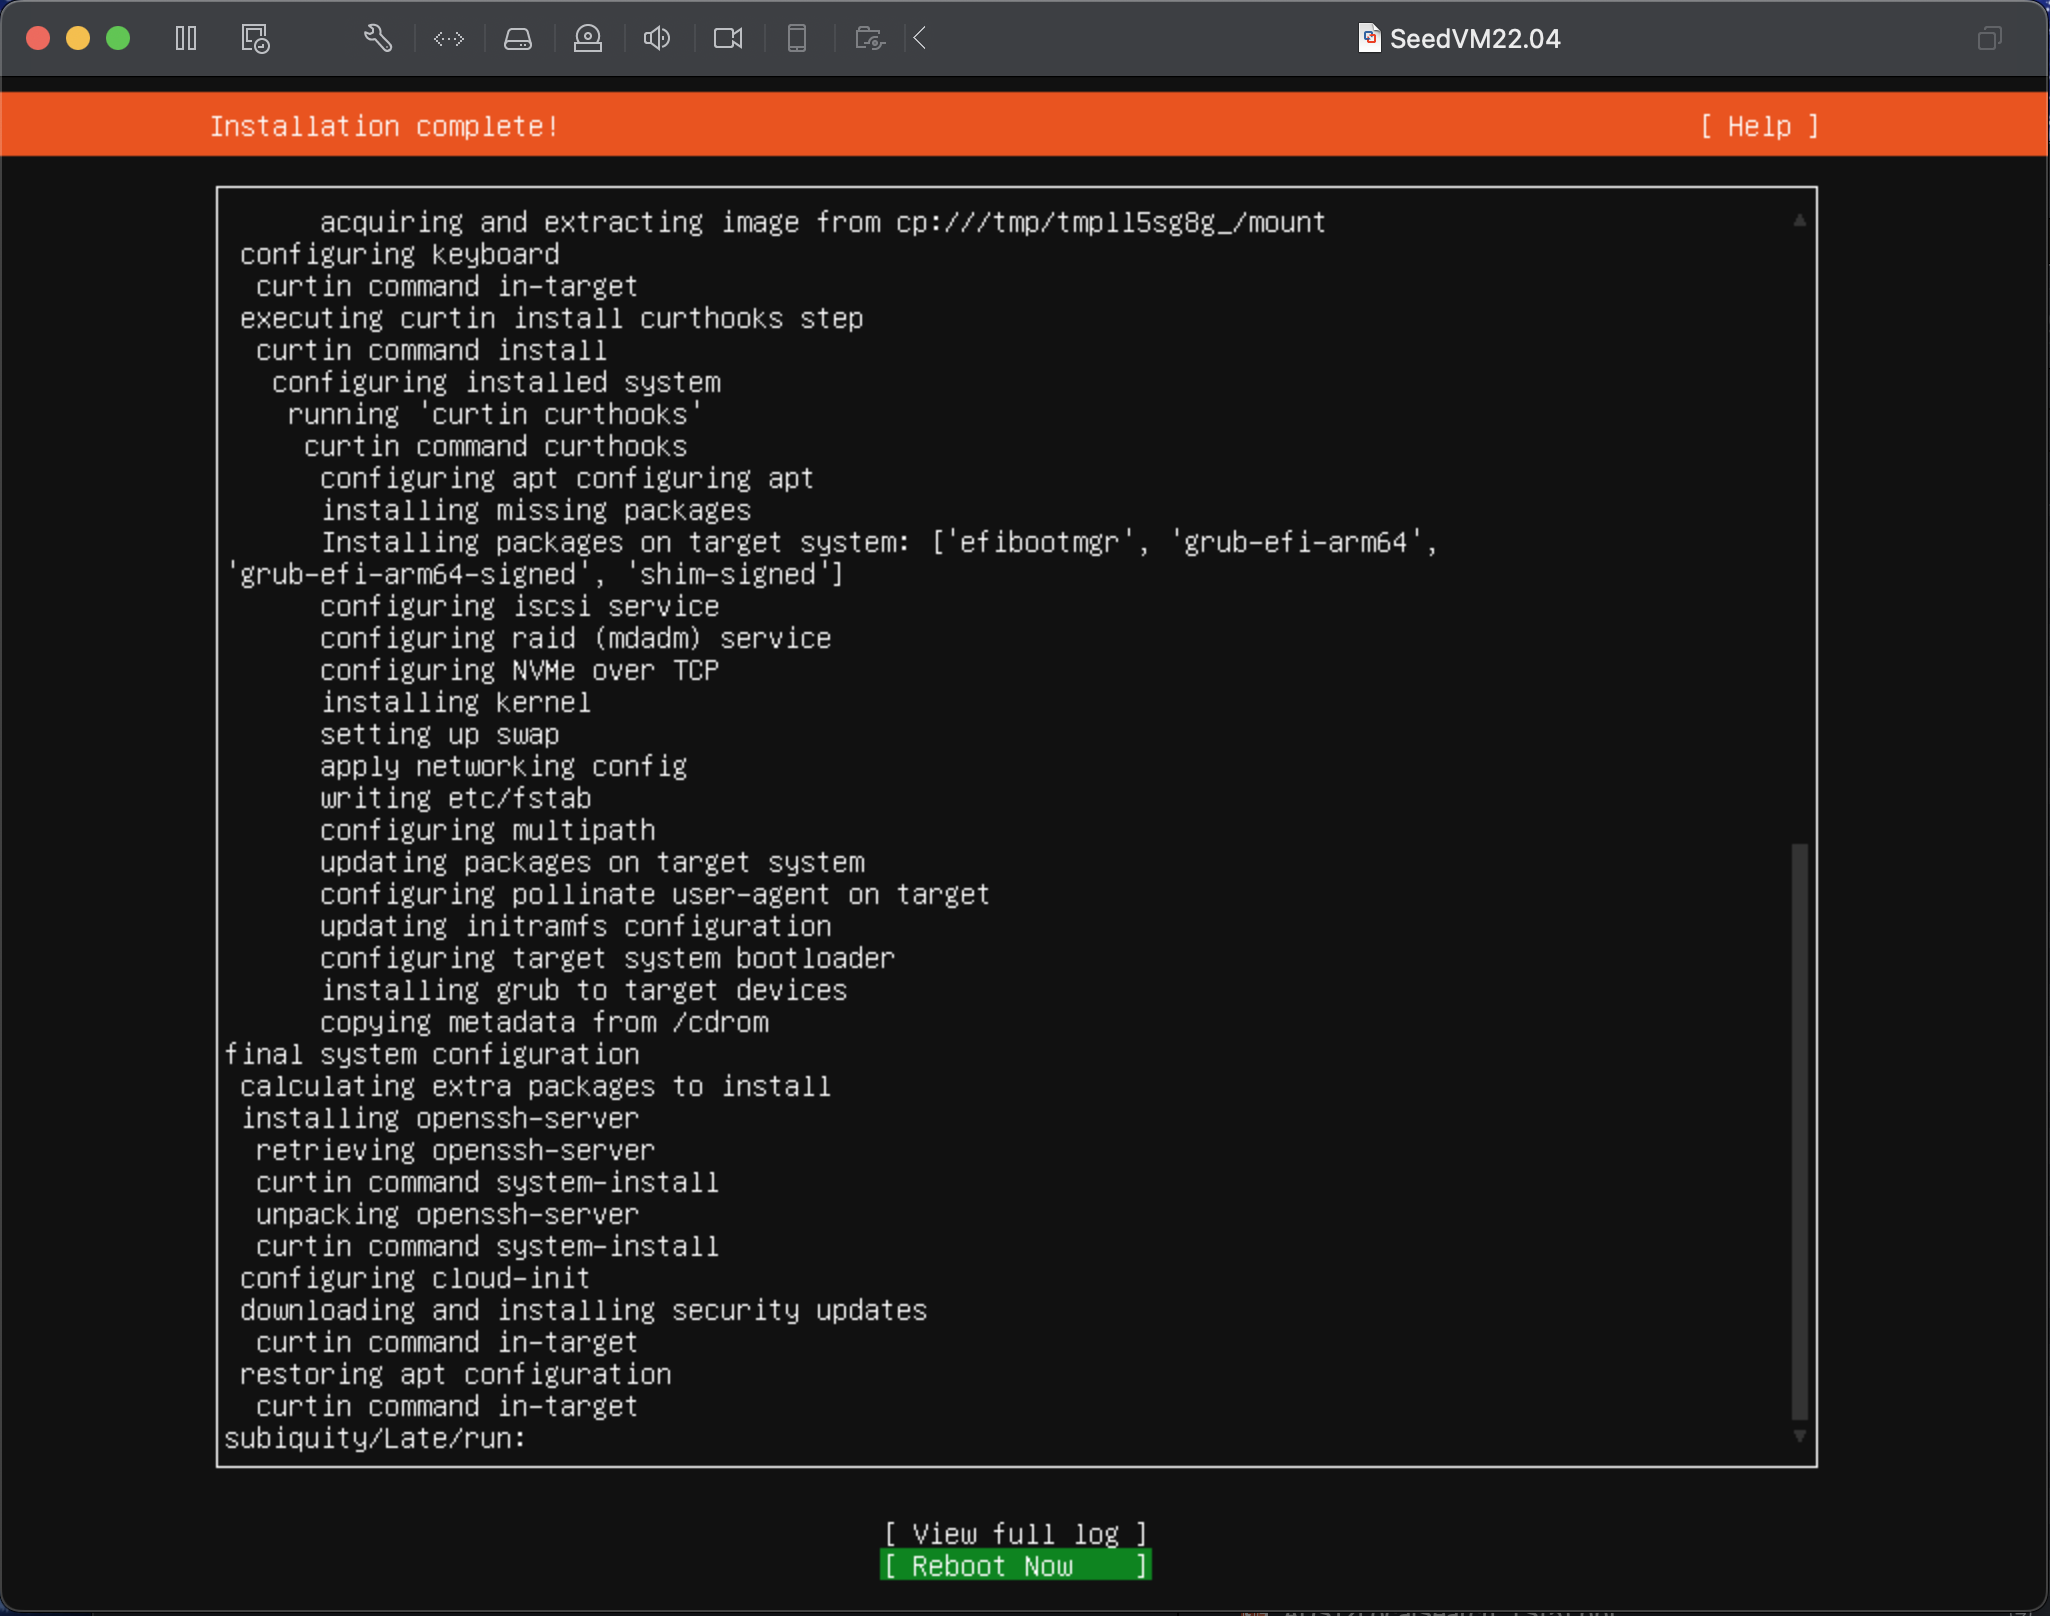 SeedVM22.04
Installation complete! [ Help ]
acquiring and extracting image from cp:///tmp/tmpll5sg8g_/mount
configuring keyboard
curtin command in-target
executing curtin install curthooks step
curtin command install
configuring installed system
running 'curtin curthooks'
curtin command curthooks
configuring apt configuring apt
installing missing packages
Installing packages on target system: ['efibootmgr', 'grub-efi-arm64',
'grub-efi-arm64-signed', 'shim-signed']
configuring iscsi service
configuring raid (mdadm) service
configuring NVMe over TCP
installing kernel
setting up swap
apply networking config
writing etc/fstab
configuring multipath
updating packages on target system
configuring pollinate user-agent on target
updating initramfs configuration
configuring target system bootloader
installing grub to target devices
copying metadata from /cdrom
final system configuration
calculating extra packages to install
installing openssh-server
retrieving openssh-server
curtin command system-install
unpacking openssh-server
curtin command system-install
configuring cloud-init
downloading and installing security updates
curtin command in-target
restoring apt configuration
curtin command in-target
subiquity/Late/run:
[ View full log ]
[ Reboot Now ]